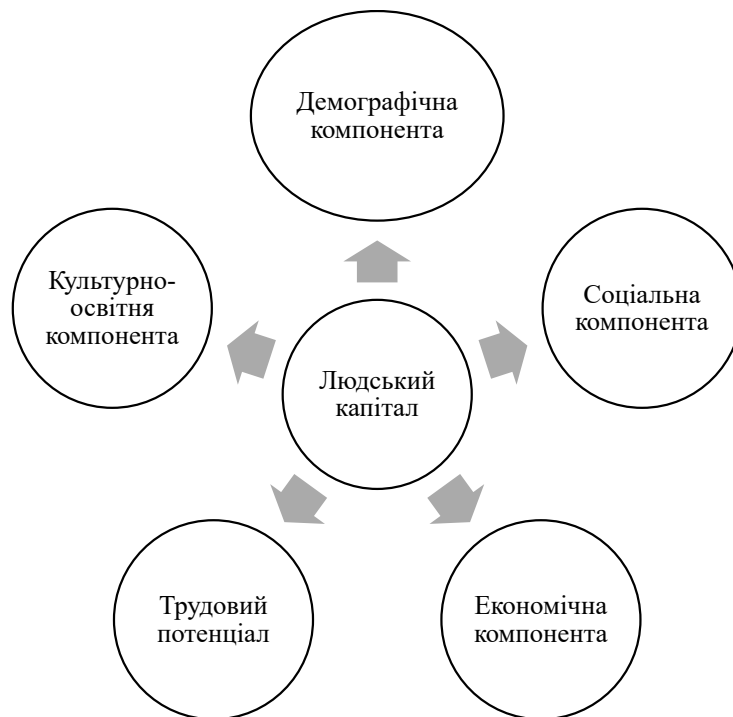 Демографічна
компонента
Культурно-
освітня
компонента
Соціальна
компонента
Людський
капітал
Трудовий
потенціал
Економічна
компонента